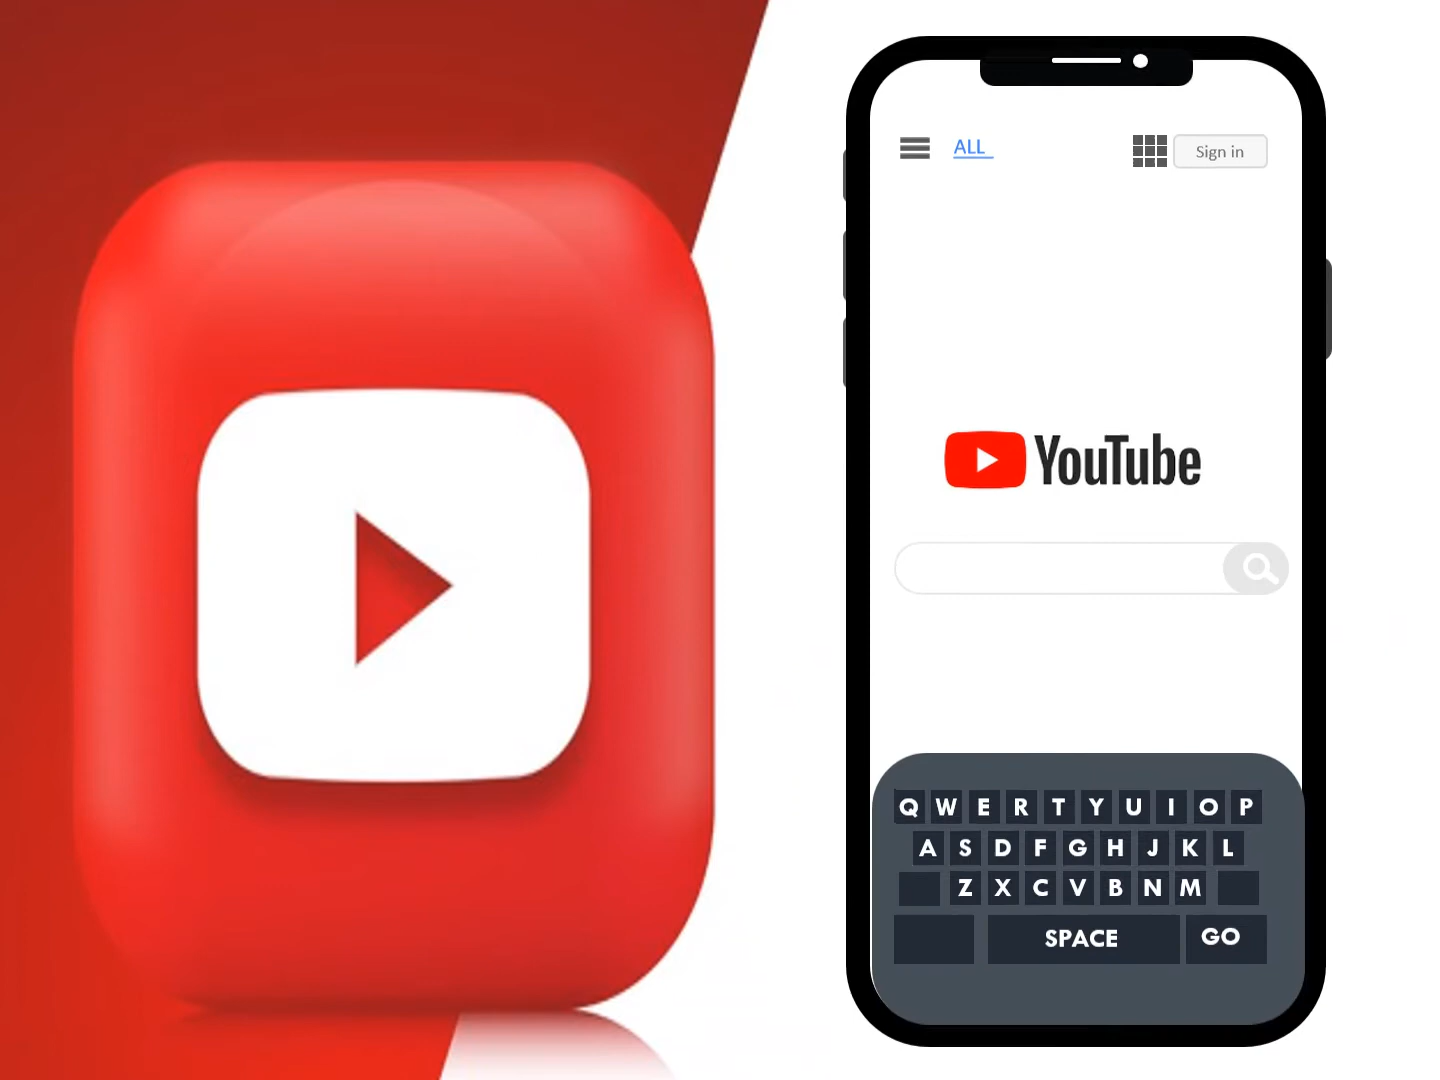 ALL
Sign in
YouTube
Q W E R T Y U I O P
A S D F G H J K L
Z X C V B N M
SPACE GO